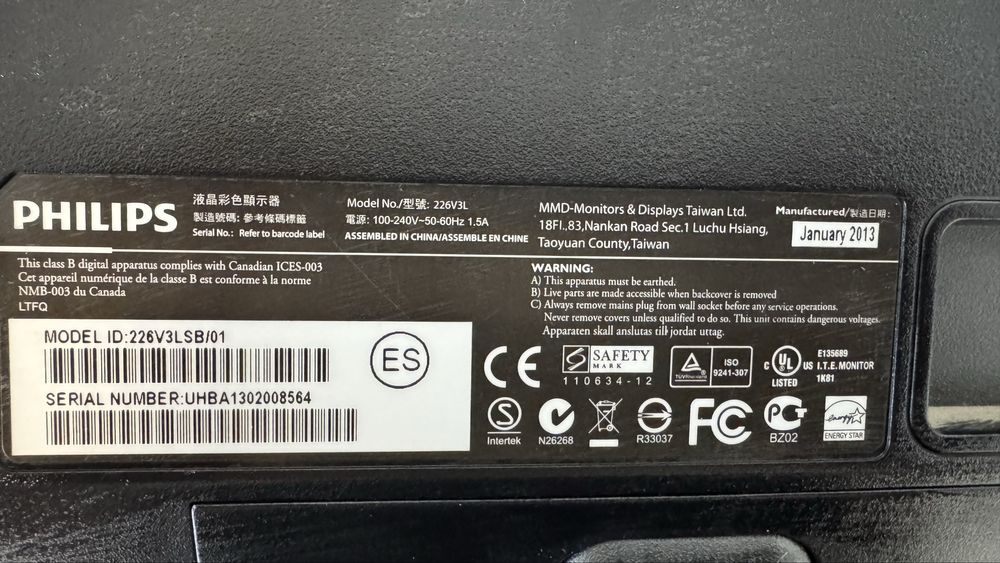 PHILIPS
液晶彩色顯示器
製造號碼: 參考條碼標籤
Serial No.: Refer to barcode label
Model No./型號: 226V3L
電源: 100-240V~50-60Hz 1.5A
ASSEMBLED IN CHINA/ASSEMBLE EN CHINE
MMD-Monitors & Displays Taiwan Ltd.
18Fl.,83,Nankan Road Sec.1 Luchu Hsiang,
Taoyuan County,Taiwan
Manufactured/製造日期:
January 2013
This class B digital apparatus complies with Canadian ICES-003
Cet appareil numérique de la classe B est conforme à la norme
NMB-003 du Canada
LTFQ
WARNING:
A) This apparatus must be earthed.
B) Live parts are made accessible when backcover is removed
C) Always remove mains plug from wall socket before any service operations.
Never remove covers unless qualified to do so. This unit contains dangerous voltages.
Apparaten skall anslutas till jordat uttag.
MODEL ID:226V3LSB/01
SERIAL NUMBER:UHBA1302008564
ES
CE
S SAFETY
MARK
110634-12
TÜVRheinland
ISO
9241-307
C UL US
LISTED
E135689
I.T.E.MONITOR
1K81
S
Intertek
N26268
R33037
FC
PCT
BZ02
energy
ENERGY STAR